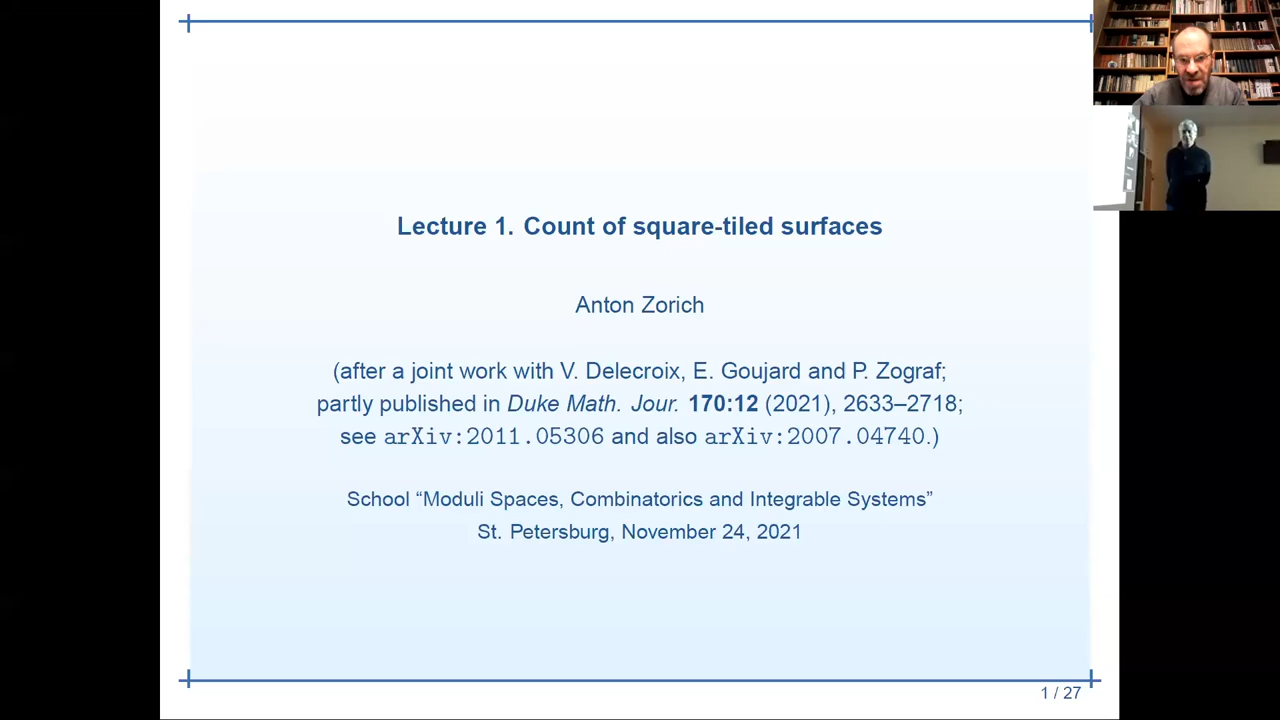 Lecture 1. Count of square-tiled surfaces
Anton Zorich
(after a joint work with V. Delecroix, E. Goujard and P. Zograf;
partly published in Duke Math. Jour. 170:12 (2021), 2633–2718;
see arXiv:2011.05306 and also arXiv:2007.04740.)
School “Moduli Spaces, Combinatorics and Integrable Systems”
St. Petersburg, November 24, 2021
1 / 27